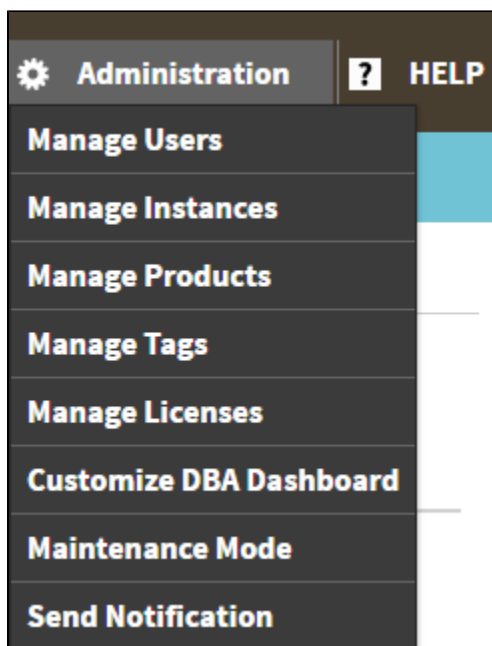 Administration ? HELP
Manage Users
Manage Instances
Manage Products
Manage Tags
Manage Licenses
Customize DBA Dashboard
Maintenance Mode
Send Notification